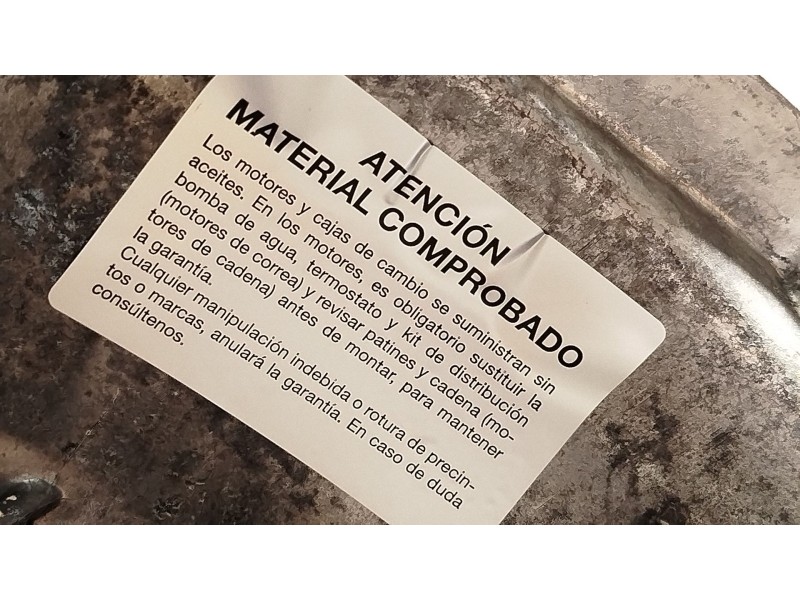 ATENCIÓN
MATERIAL COMPROBADO
Los motores y cajas de cambio se suministran sin
aceites. En los motores, es obligatorio sustituir la
bomba de agua, termostato y kit de distribución
(motores de correa) y revisar patines y cadena (mo-
tores de cadena) antes de montar, para mantener
la garantía.
Cualquier manipulación indebida o rotura de precin-
tos o marcas, anulará la garantía. En caso de duda
consúltenos.